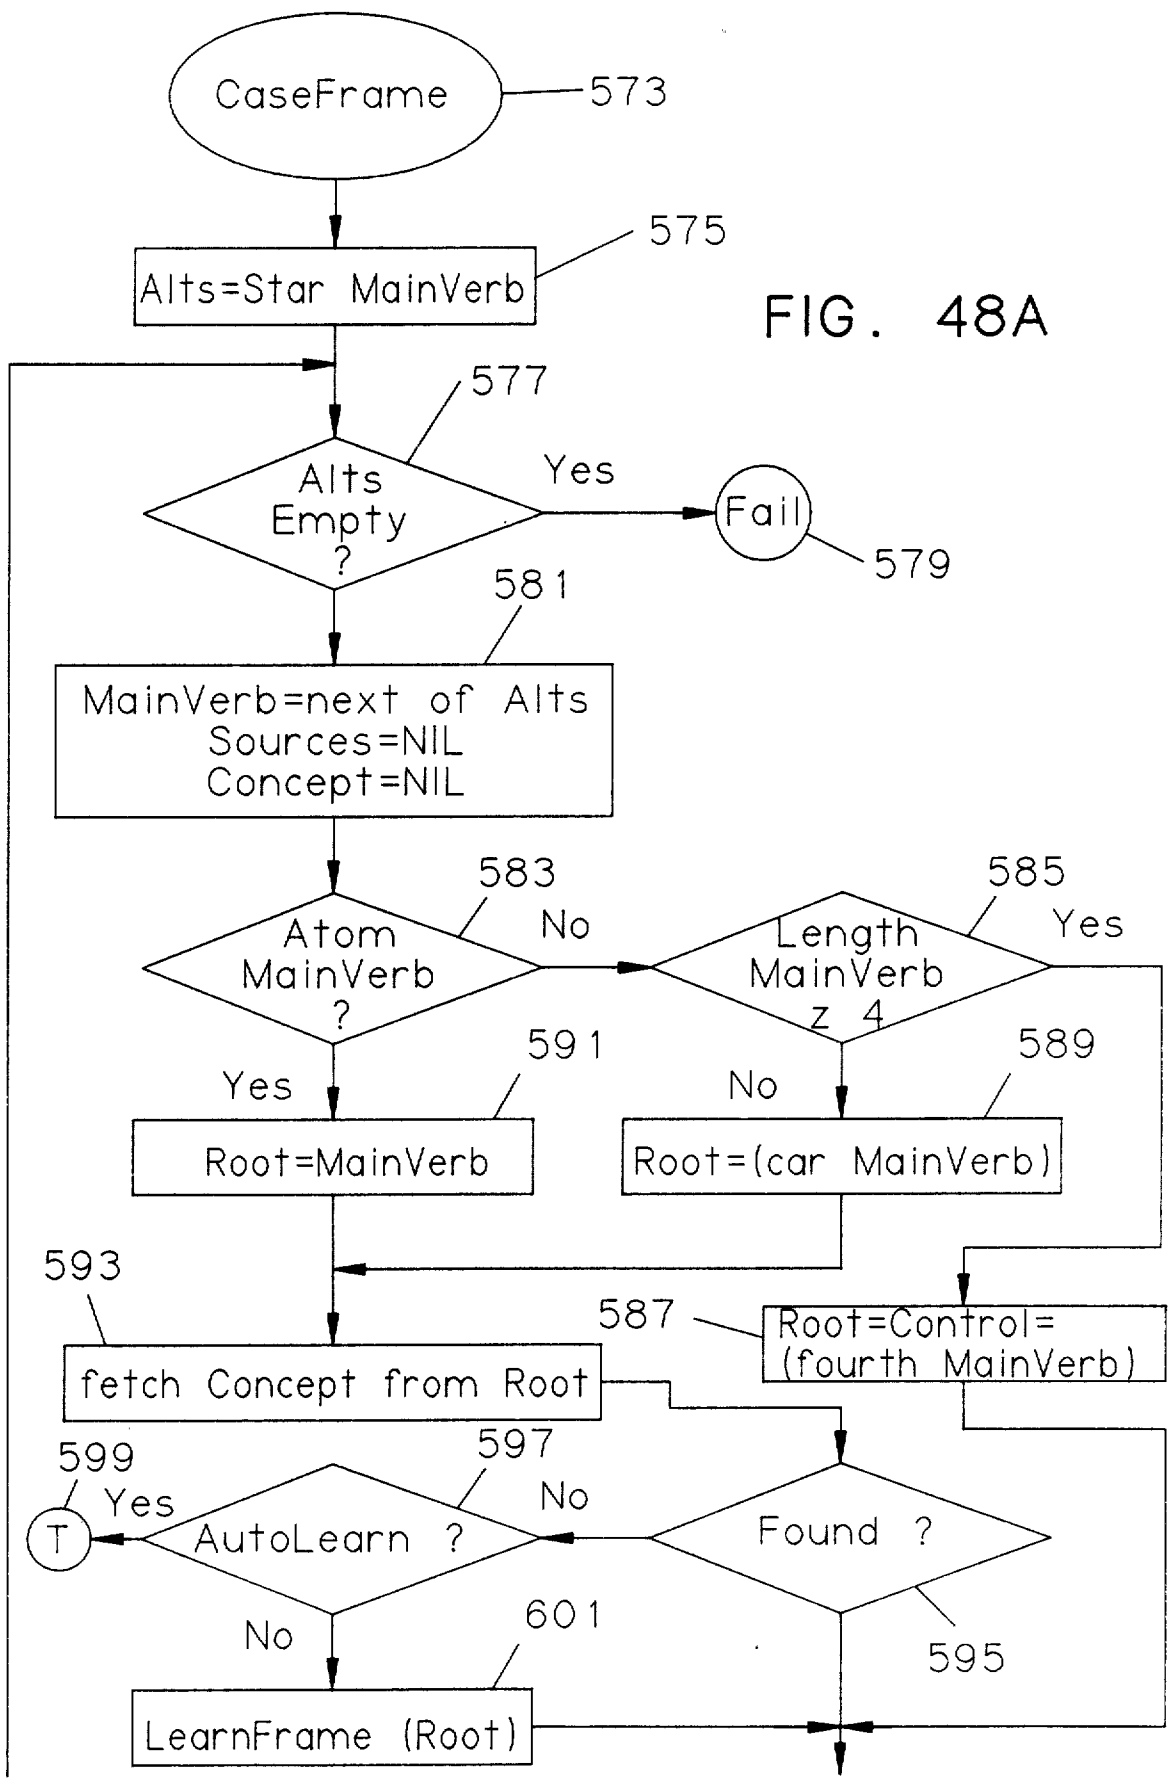 CaseFrame
573
575
Alts=Star MainVerb
FIG. 48A
577
Alts
Empty
?
Yes
Fail
579
581
MainVerb=next of Alts
Sources=NIL
Concept=NIL
583
Atom
MainVerb
?
No
585
Length
MainVerb
z 4
Yes
591
Yes
Root=MainVerb
589
No
Root=(car MainVerb)
593
fetch Concept from Root
587
Root=Control=
(fourth MainVerb)
599
T
Yes
597
AutoLearn ?
No
Found ?
595
No
601
LearnFrame (Root)